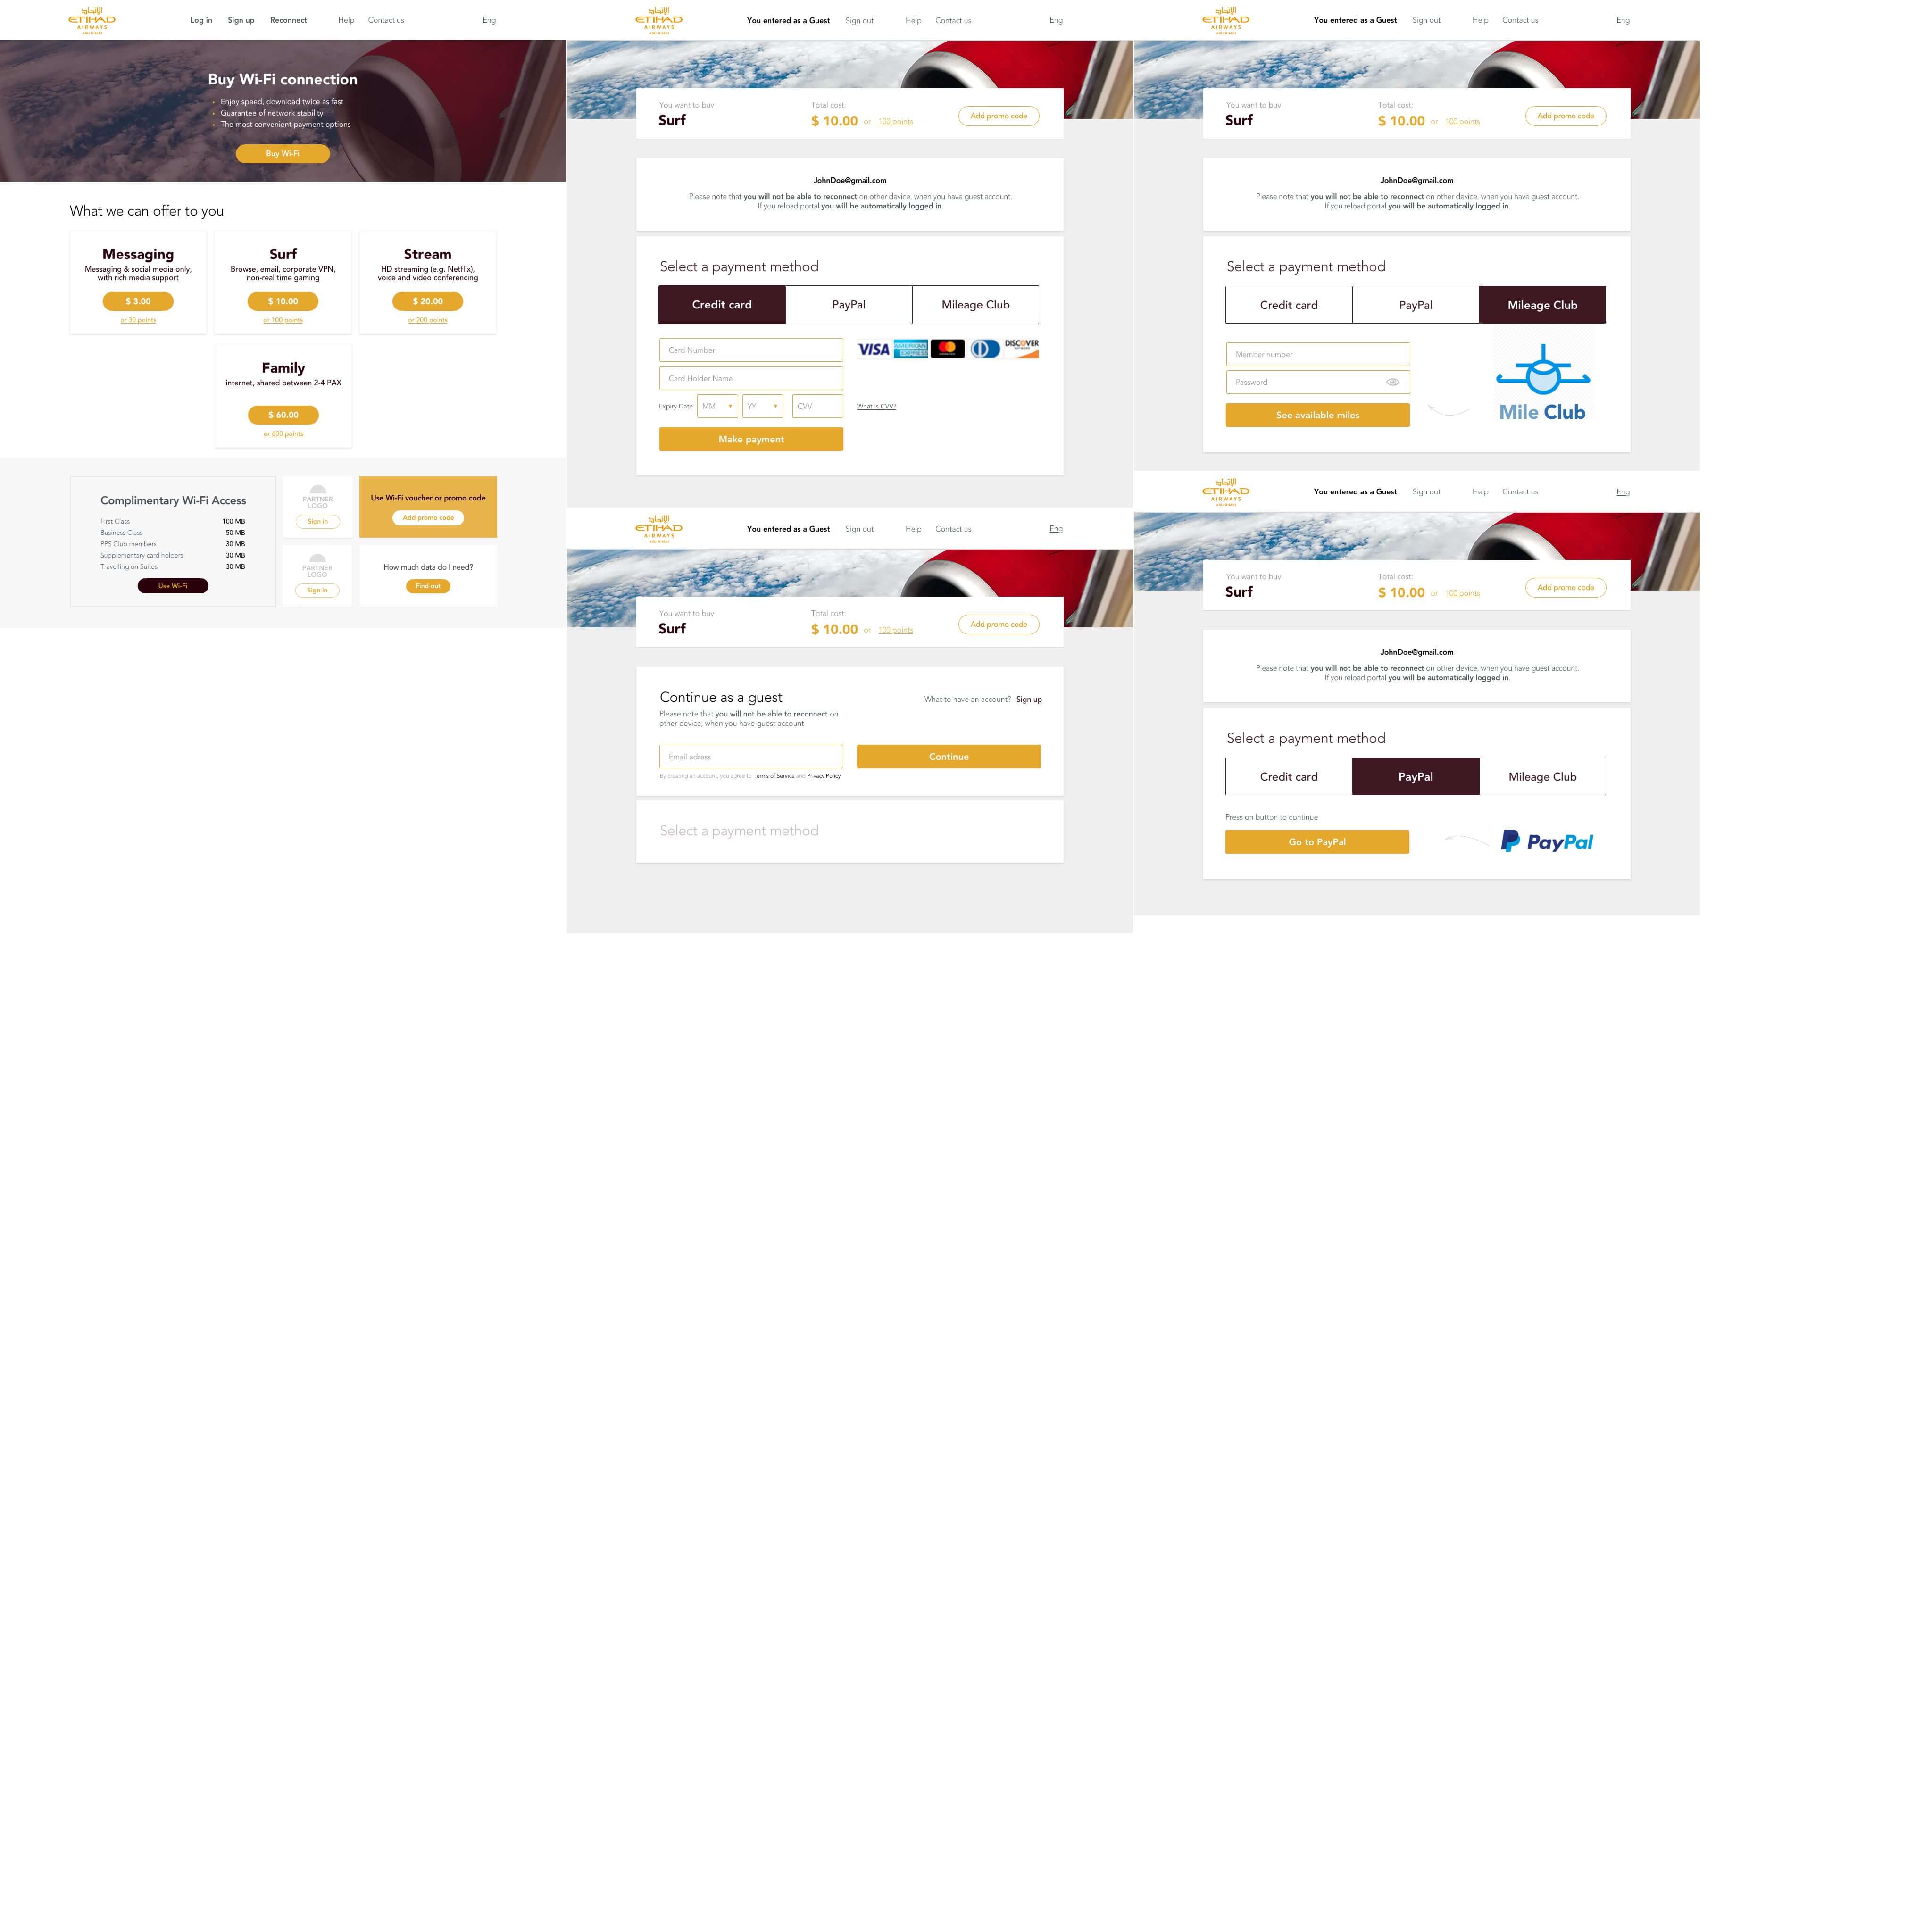 الإتحاد
ETIHAD
AIRWAYS
ABU DHABI
Log in Sign up Reconnect Help Contact us Eng
Buy Wi-Fi connection
• Enjoy speed, download twice as fast
• Guarantee of network stability
• The most convenient payment options
Buy Wi-Fi
What we can offer to you
Messaging
Messaging & social media only,
with rich media support
$ 3.00
or 30 points
Surf
Browse, email, corporate VPN,
non-real time gaming
$ 10.00
or 100 points
Stream
HD streaming (e.g. Netflix),
voice and video conferencing
$ 20.00
or 200 points
Family
internet, shared between 2-4 PAX
$ 60.00
or 600 points
Complimentary Wi-Fi Access
First Class 100 MB
Business Class 50 MB
PPS Club members 30 MB
Supplementary card holders 30 MB
Travelling on Suites 30 MB
Use Wi-Fi
PARTNER
LOGO
Sign in
PARTNER
LOGO
Sign in
Use Wi-Fi voucher or promo code
Add promo code
How much data do I need?
Find out
الإتحاد
ETIHAD
AIRWAYS
ABU DHABI
You entered as a Guest Sign out Help Contact us Eng
You want to buy
Surf
Total cost:
$ 10.00 or 100 points
Add promo code
JohnDoe@gmail.com
Please note that you will not be able to reconnect on other device, when you have guest account.
If you reload portal you will be automatically logged in.
Select a payment method
Credit card PayPal Mileage Club
Card Number
VISA AMERICAN EXPRESS DISCOVER
Card Holder Name
Expiry Date MM YY CVV What is CVV?
Make payment
الإتحاد
ETIHAD
AIRWAYS
ABU DHABI
You entered as a Guest Sign out Help Contact us Eng
You want to buy
Surf
Total cost:
$ 10.00 or 100 points
Add promo code
Continue as a guest
What to have an account? Sign up
Please note that you will not be able to reconnect on
other device, when you have guest account
Email adress
Continue
By creating an account, you agree to Terms of Servica and Privacy Policy.
Select a payment method
الإتحاد
ETIHAD
AIRWAYS
ABU DHABI
You entered as a Guest Sign out Help Contact us Eng
You want to buy
Surf
Total cost:
$ 10.00 or 100 points
Add promo code
JohnDoe@gmail.com
Please note that you will not be able to reconnect on other device, when you have guest account.
If you reload portal you will be automatically logged in.
Select a payment method
Credit card PayPal Mileage Club
Member number
Password
See available miles
Mile Club
الإتحاد
ETIHAD
AIRWAYS
ABU DHABI
You entered as a Guest Sign out Help Contact us Eng
You want to buy
Surf
Total cost:
$ 10.00 or 100 points
Add promo code
JohnDoe@gmail.com
Please note that you will not be able to reconnect on other device, when you have guest account.
If you reload portal you will be automatically logged in.
Select a payment method
Credit card PayPal Mileage Club
Press on button to continue
Go to PayPal
PayPal